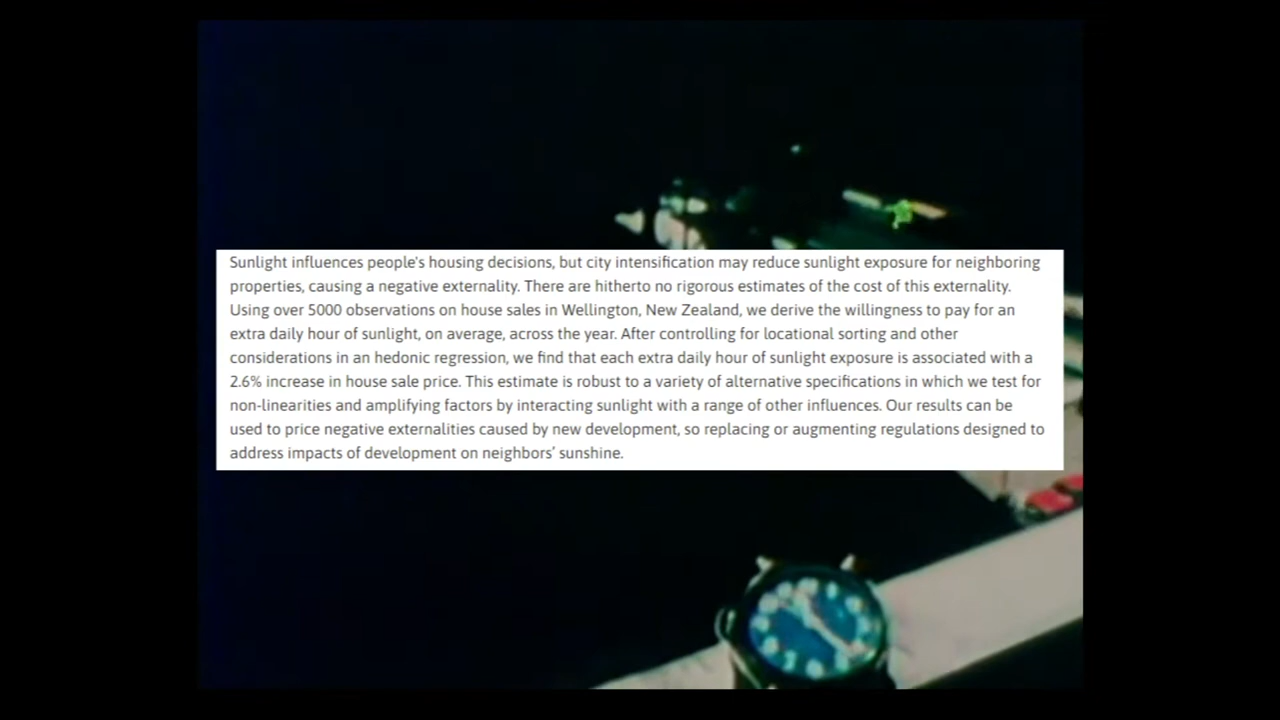 Sunlight influences people's housing decisions, but city intensification may reduce sunlight exposure for neighboring
properties, causing a negative externality. There are hitherto no rigorous estimates of the cost of this externality.
Using over 5000 observations on house sales in Wellington, New Zealand, we derive the willingness to pay for an
extra daily hour of sunlight, on average, across the year. After controlling for locational sorting and other
considerations in an hedonic regression, we find that each extra daily hour of sunlight exposure is associated with a
2.6% increase in house sale price. This estimate is robust to a variety of alternative specifications in which we test for
non-linearities and amplifying factors by interacting sunlight with a range of other influences. Our results can be
used to price negative externalities caused by new development, so replacing or augmenting regulations designed to
address impacts of development on neighbors’ sunshine.